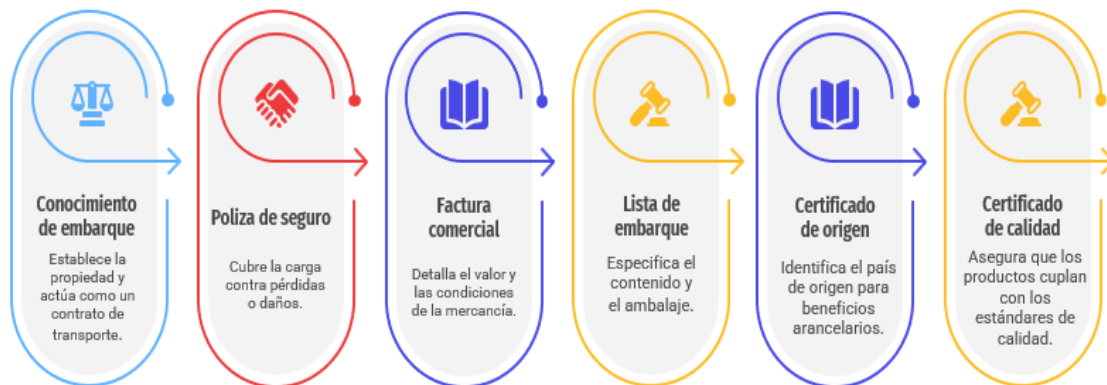 Conocimiento
de embarque
Establece la
propiedad y
actúa como un
contrato de
transporte.
Poliza de seguro
Cubre la carga
contra pérdidas
o daños.
Factura
comercial
Detalla el valor y
las condiciones
de la mercancía.
Lista de
embarque
Especifica el
contenido y
el ambalaje.
Certificado
de origen
Identifica el país
de origen para
beneficios
arancelarios.
Certificado
de calidad
Asegura que los
productos cuplan
con los
estándares de
calidad.